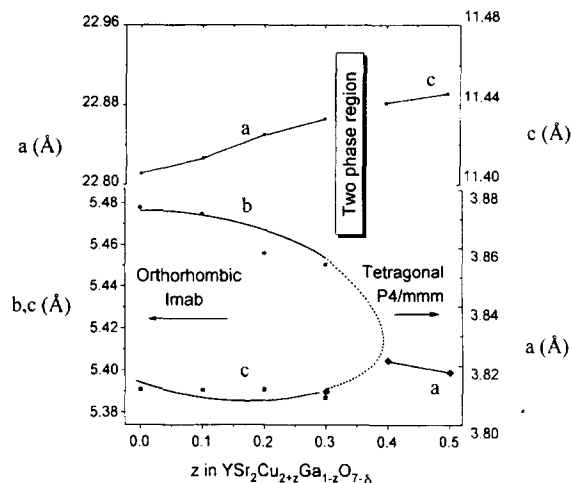 22.96
22.88
22.80
a (Å)
11.48
11.44
11.40
c (Å)
a
c
Two phase region
5.48
5.46
5.44
5.42
5.40
5.38
b,c (Å)
3.88
3.86
3.84
3.82
3.80
a (Å)
b
Orthorhombic
Imab
Tetragonal
P4/mmm
c
a
0.0 0.1 0.2 0.3 0.4 0.5
z in YSr₂Cu₂₊zGa₁₋zO₇₋δ